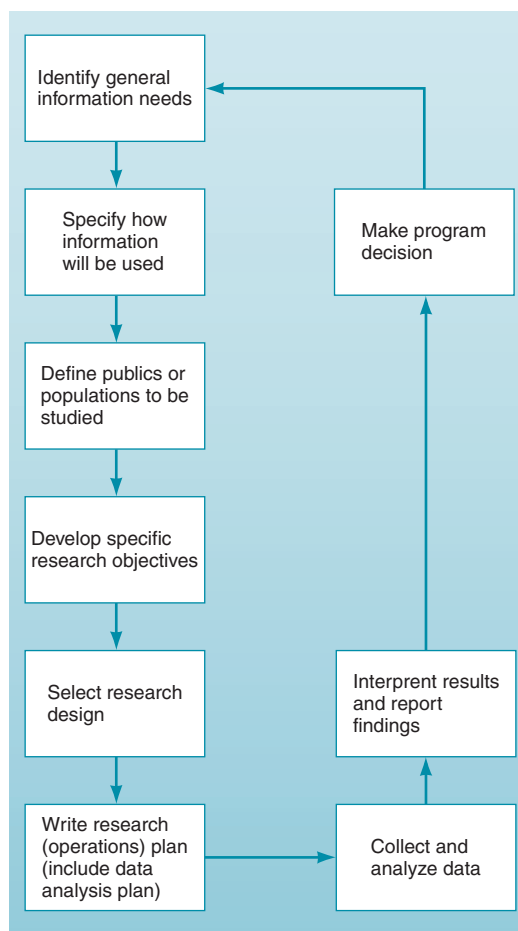 Identify general
information needs
Specify how
information
will be used
Define publics or
populations to be
studied
Develop specific
research objectives
Select research
design
Write research
(operations) plan
(include data
analysis plan)
Collect and
analyze data
Interprent results
and report
findings
Make program
decision